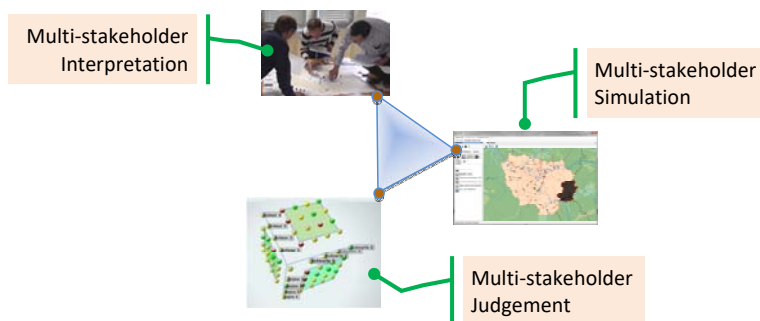 Multi-stakeholder
Interpretation
Multi-stakeholder
Simulation
Multi-stakeholder
Judgement